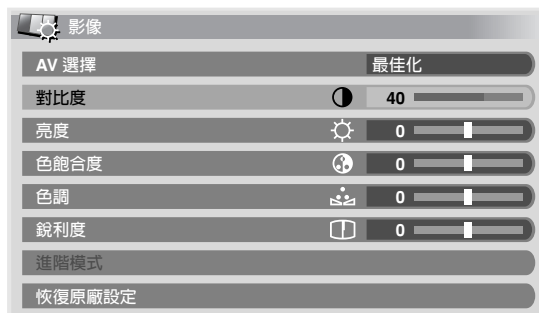 影像
AV 選擇 最佳化
對比度 40
亮度 0
色飽合度 0
色調 0
銳利度 0
進階模式
恢復原廠設定